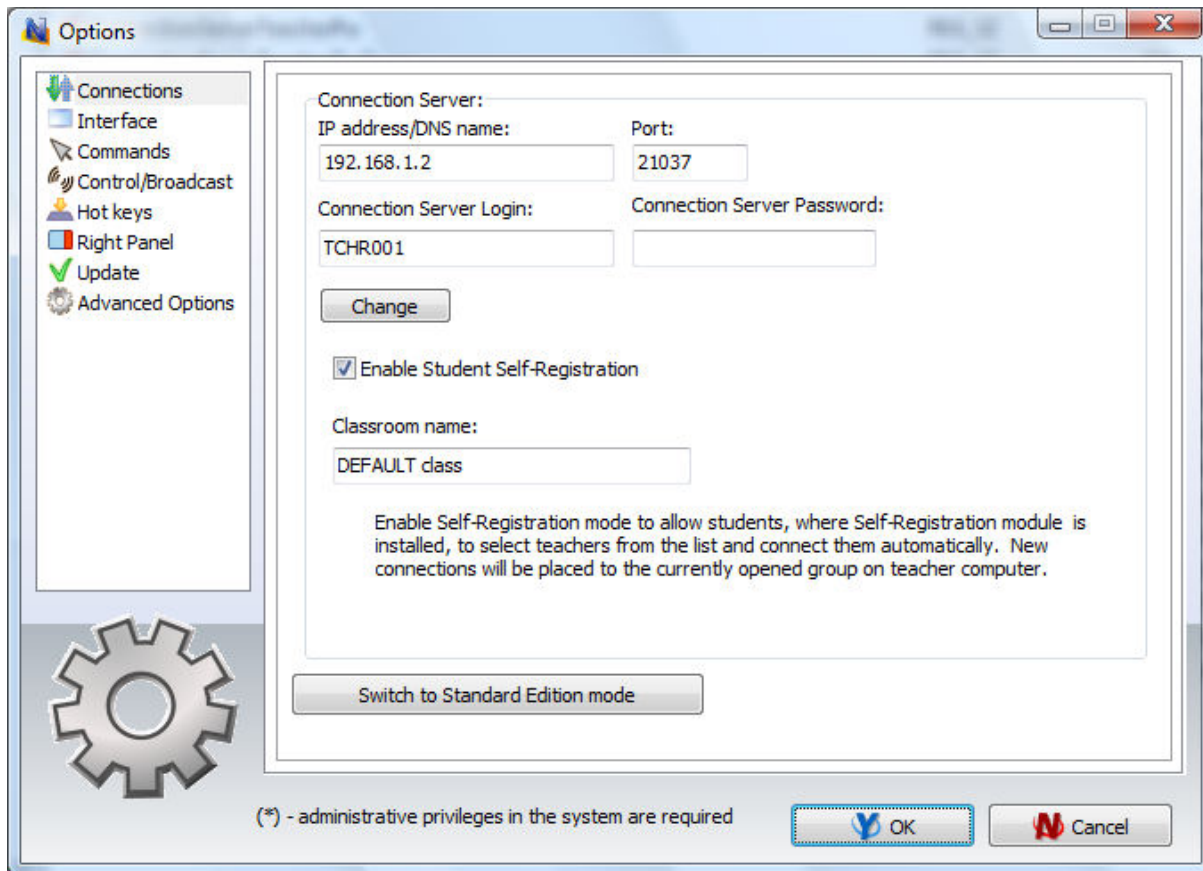 Options
Connections
Interface
Commands
Control/Broadcast
Hot keys
Right Panel
Update
Advanced Options
Connection Server:
IP address/DNS name: Port:
192.168.1.2 21037
Connection Server Login: Connection Server Password:
TCHR001
Change
Enable Student Self-Registration
Classroom name:
DEFAULT class
Enable Self-Registration mode to allow students, where Self-Registration module is
installed, to select teachers from the list and connect them automatically. New
connections will be placed to the currently opened group on teacher computer.
Switch to Standard Edition mode
(*) - administrative privileges in the system are required
OK Cancel